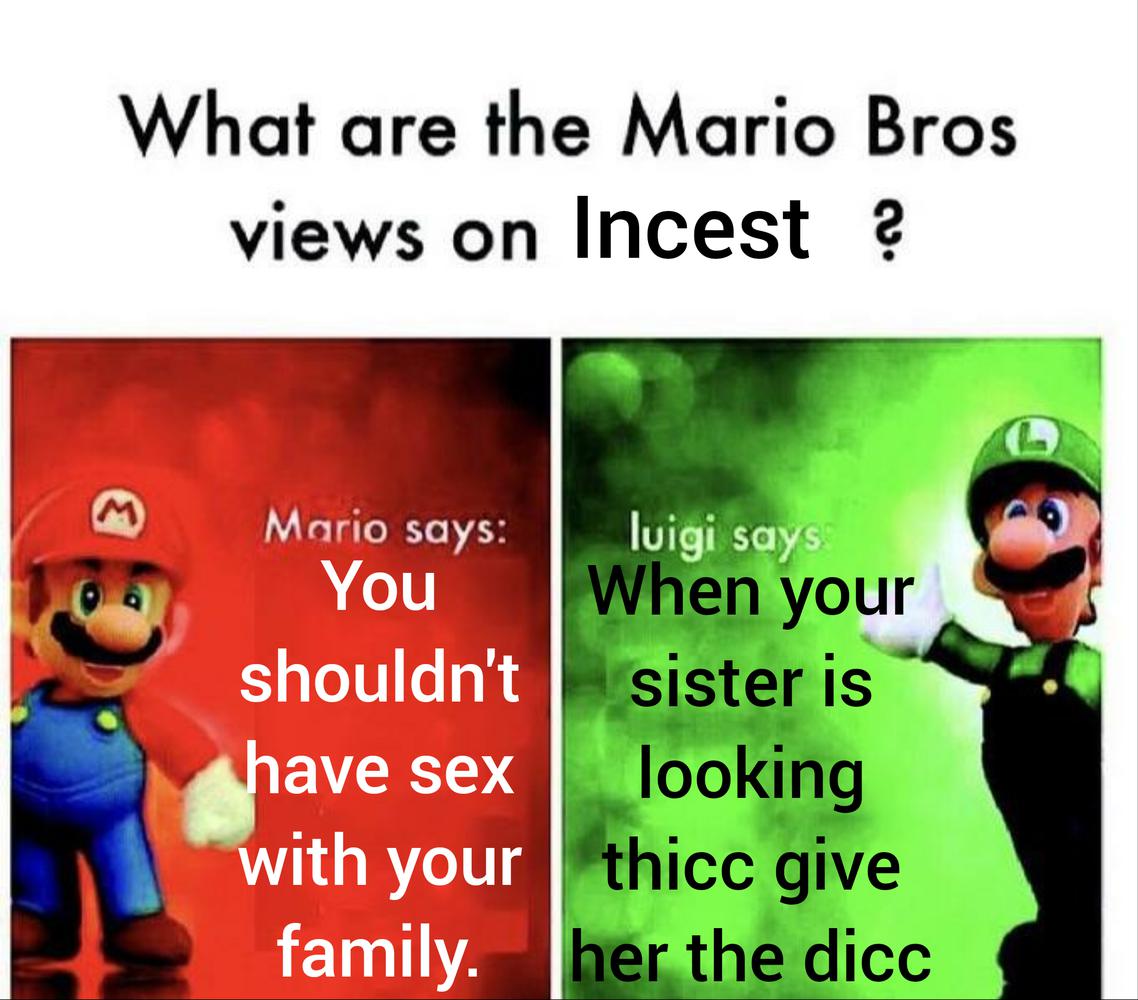 What are the Mario Bros
views on Incest ?
Mario says:
You
shouldn't
have sex
with your
family.
luigi says:
When your
sister is
looking
thicc give
her the dicc
M
L